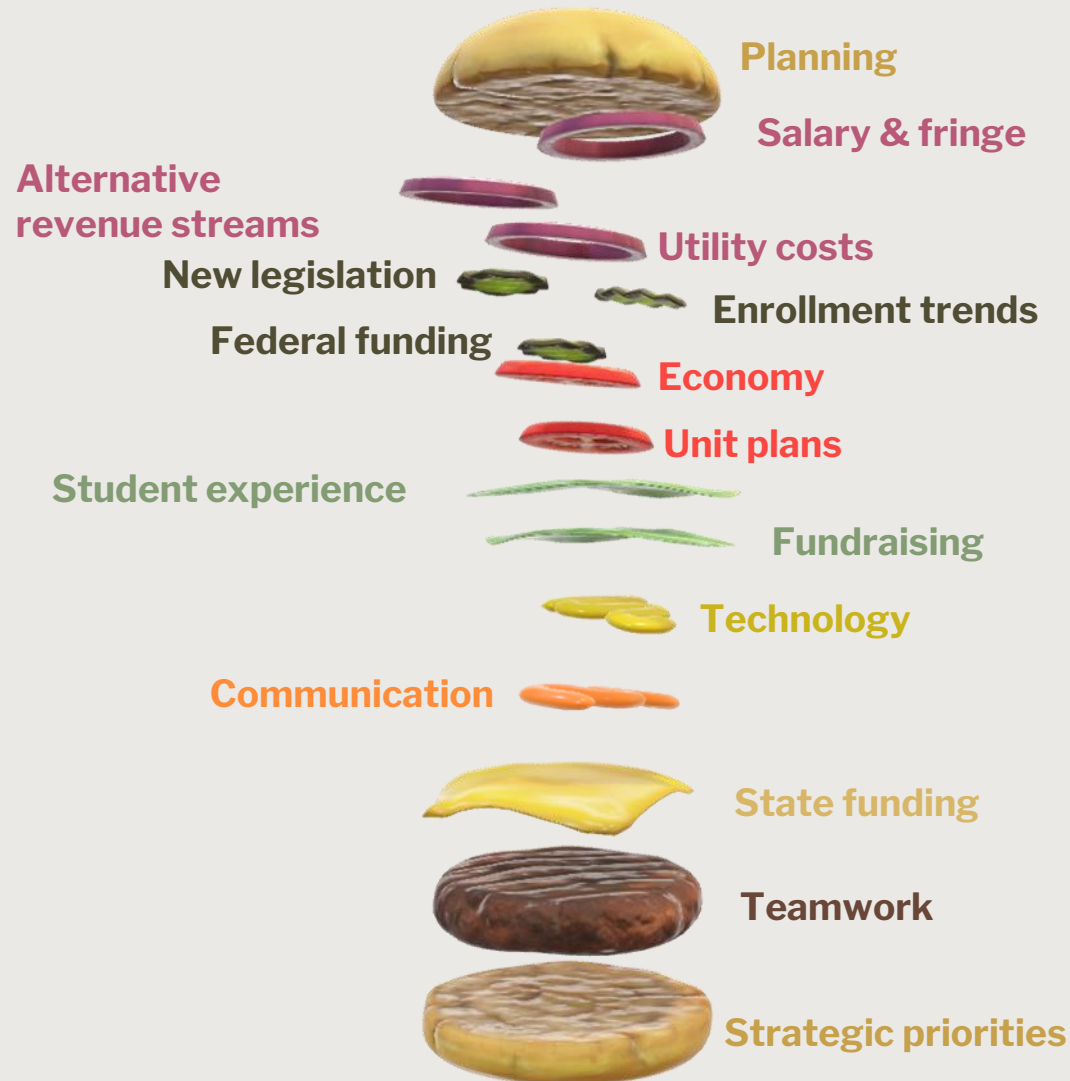 Planning
Salary & fringe
Alternative
revenue streams
Utility costs
New legislation
Enrollment trends
Federal funding
Economy
Unit plans
Student experience
Fundraising
Technology
Communication
State funding
Teamwork
Strategic priorities